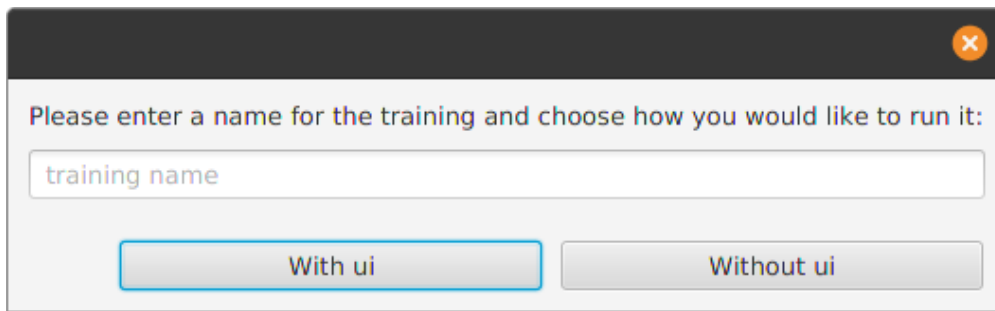 Please enter a name for the training and choose how you would like to run it:
training name
With ui
Without ui